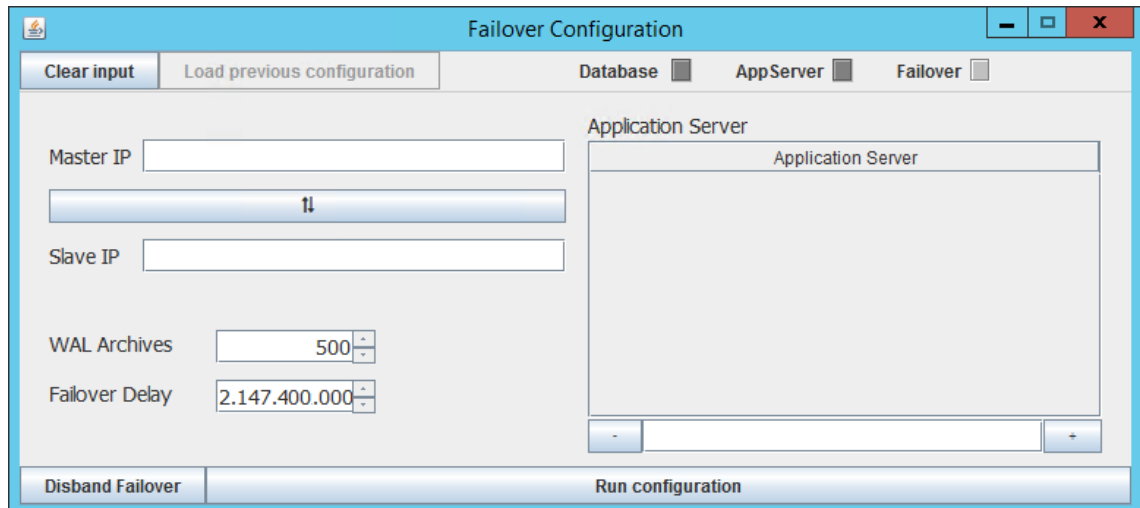 Failover Configuration
Clear input Load previous configuration Database AppServer Failover
Application Server
Master IP
Application Server
⇅
Slave IP
WAL Archives 500
Failover Delay 2.147.400.000
- +
Disband Failover Run configuration